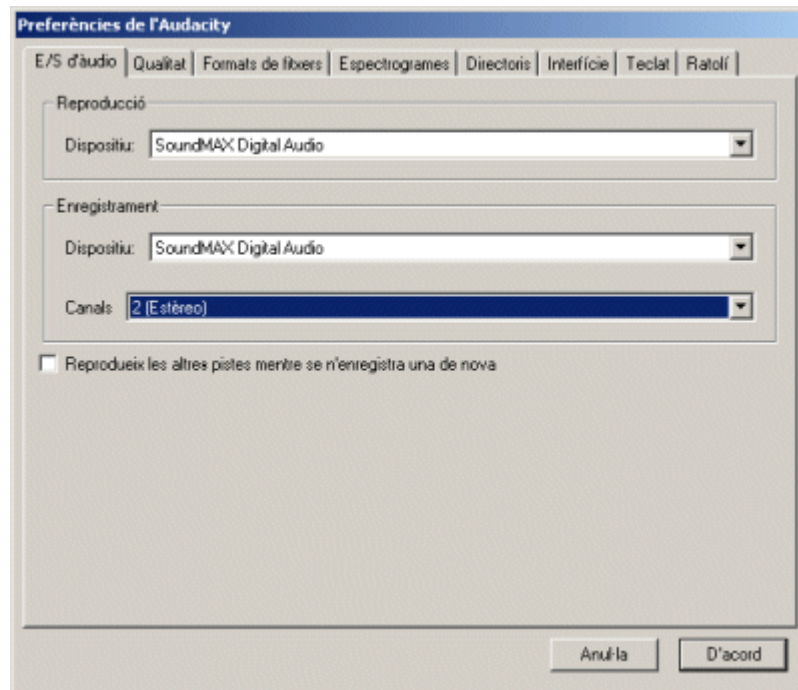 Preferències de l'Audacity
E/S d'àudio Qualitat Formats de fitxers Espectrogrames Directoris Interfície Teclat Ratolí
Reproducció
Dispositiu: SoundMAX Digital Audio
Enregistrament
Dispositiu: SoundMAX Digital Audio
Canals 2 (Estèreo)
Reprodueix les altres pistes mentre se n'enregistra una de nova
Anul·la D'acord